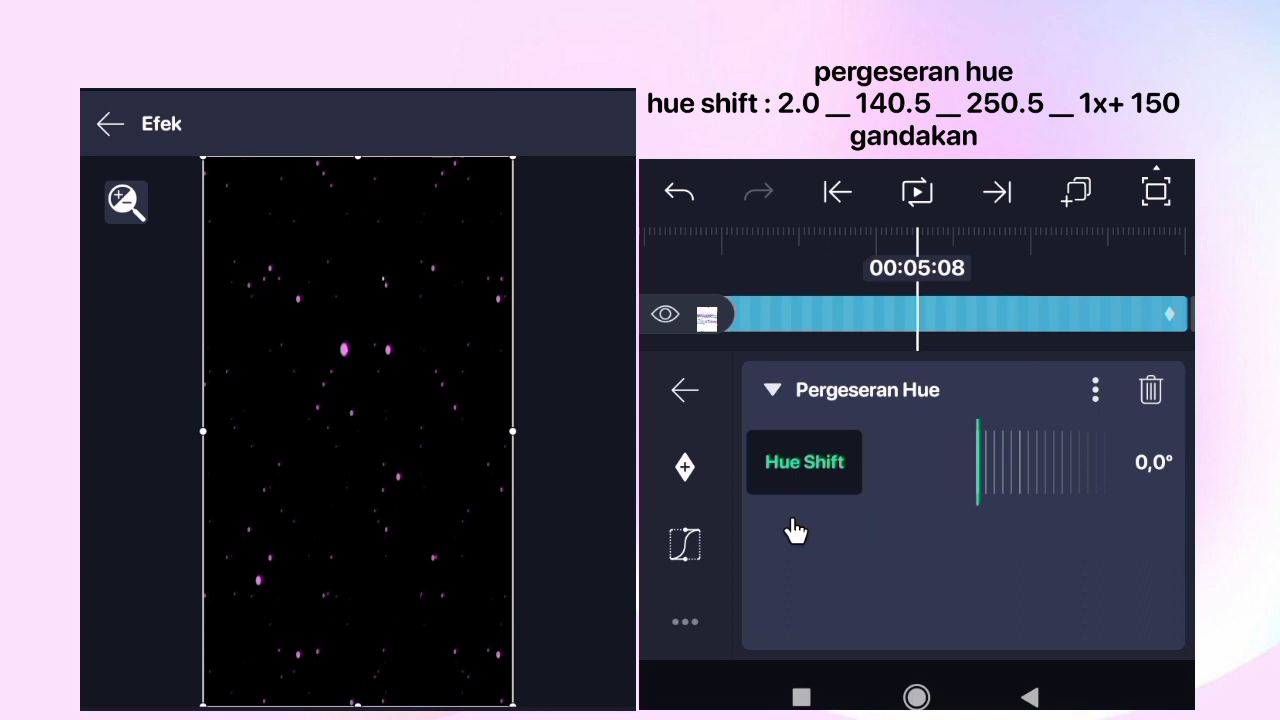 pergeseran hue
hue shift : 2.0 __ 140.5 __ 250.5 __ 1x+ 150
gandakan
Efek
00:05:08
Pergeseran Hue
Hue Shift
0,0°